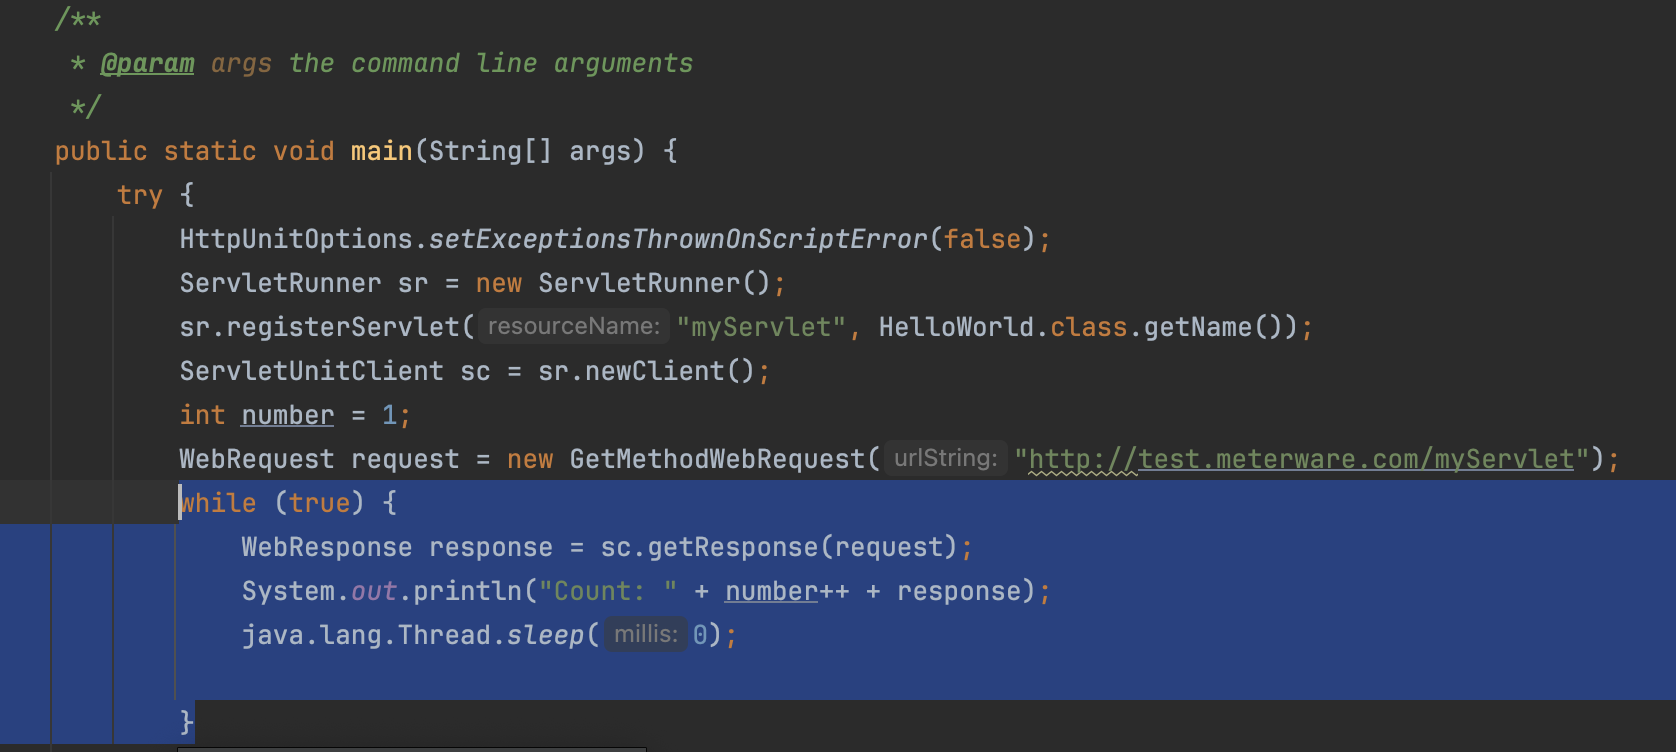 /**
 * @param args the command line arguments
 */
public static void main(String[] args) {
    try {
        HttpUnitOptions.setExceptionsThrownOnScriptError(false);
        ServletRunner sr = new ServletRunner();
        sr.registerServlet( resourceName: "myServlet", HelloWorld.class.getName());
        ServletUnitClient sc = sr.newClient();
        int number = 1;
        WebRequest request = new GetMethodWebRequest( urlString: "http://test.meterware.com/myServlet");
        while (true) {
            WebResponse response = sc.getResponse(request);
            System.out.println("Count: " + number++ + response);
            java.lang.Thread.sleep( millis: 0);
        }